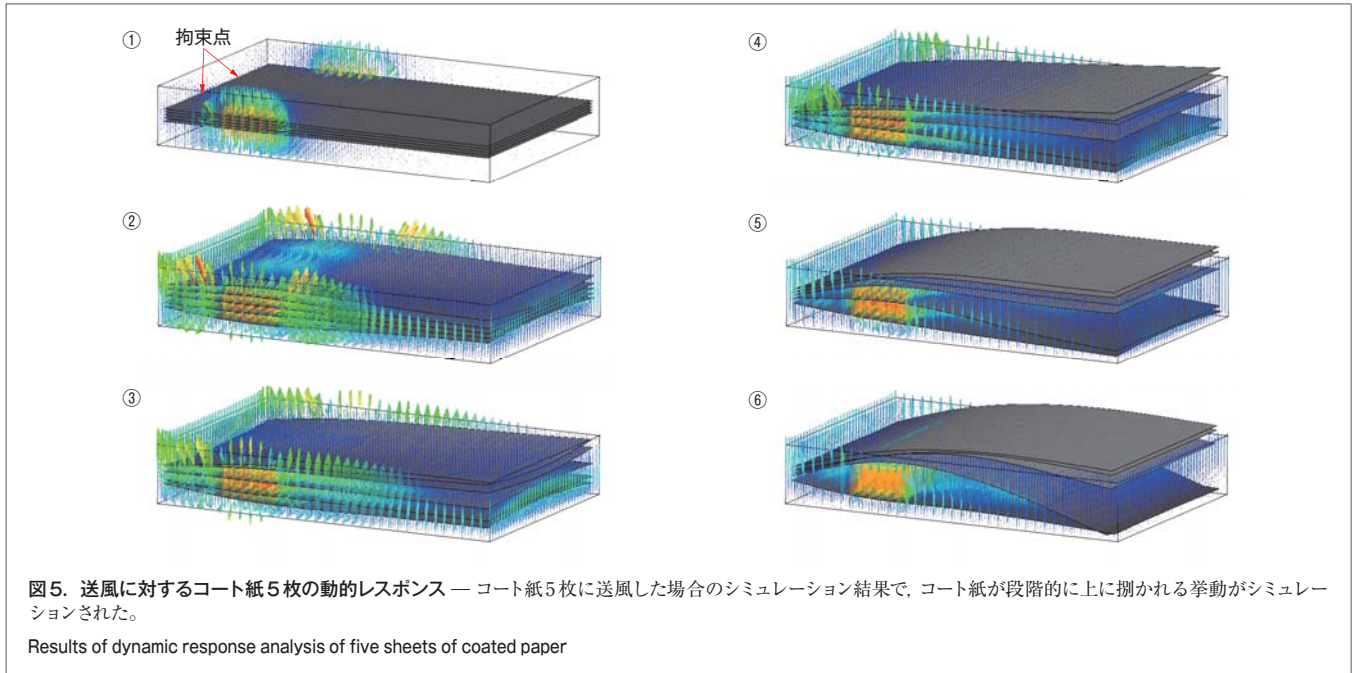 ①
拘束点
②
③
④
⑤
⑥
図5. 送風に対するコート紙5枚の動的レスポンス — コート紙5枚に送風した場合のシミュレーション結果で，コート紙が段階的に上に捌かれる挙動がシミュレー
ションされた。
Results of dynamic response analysis of five sheets of coated paper